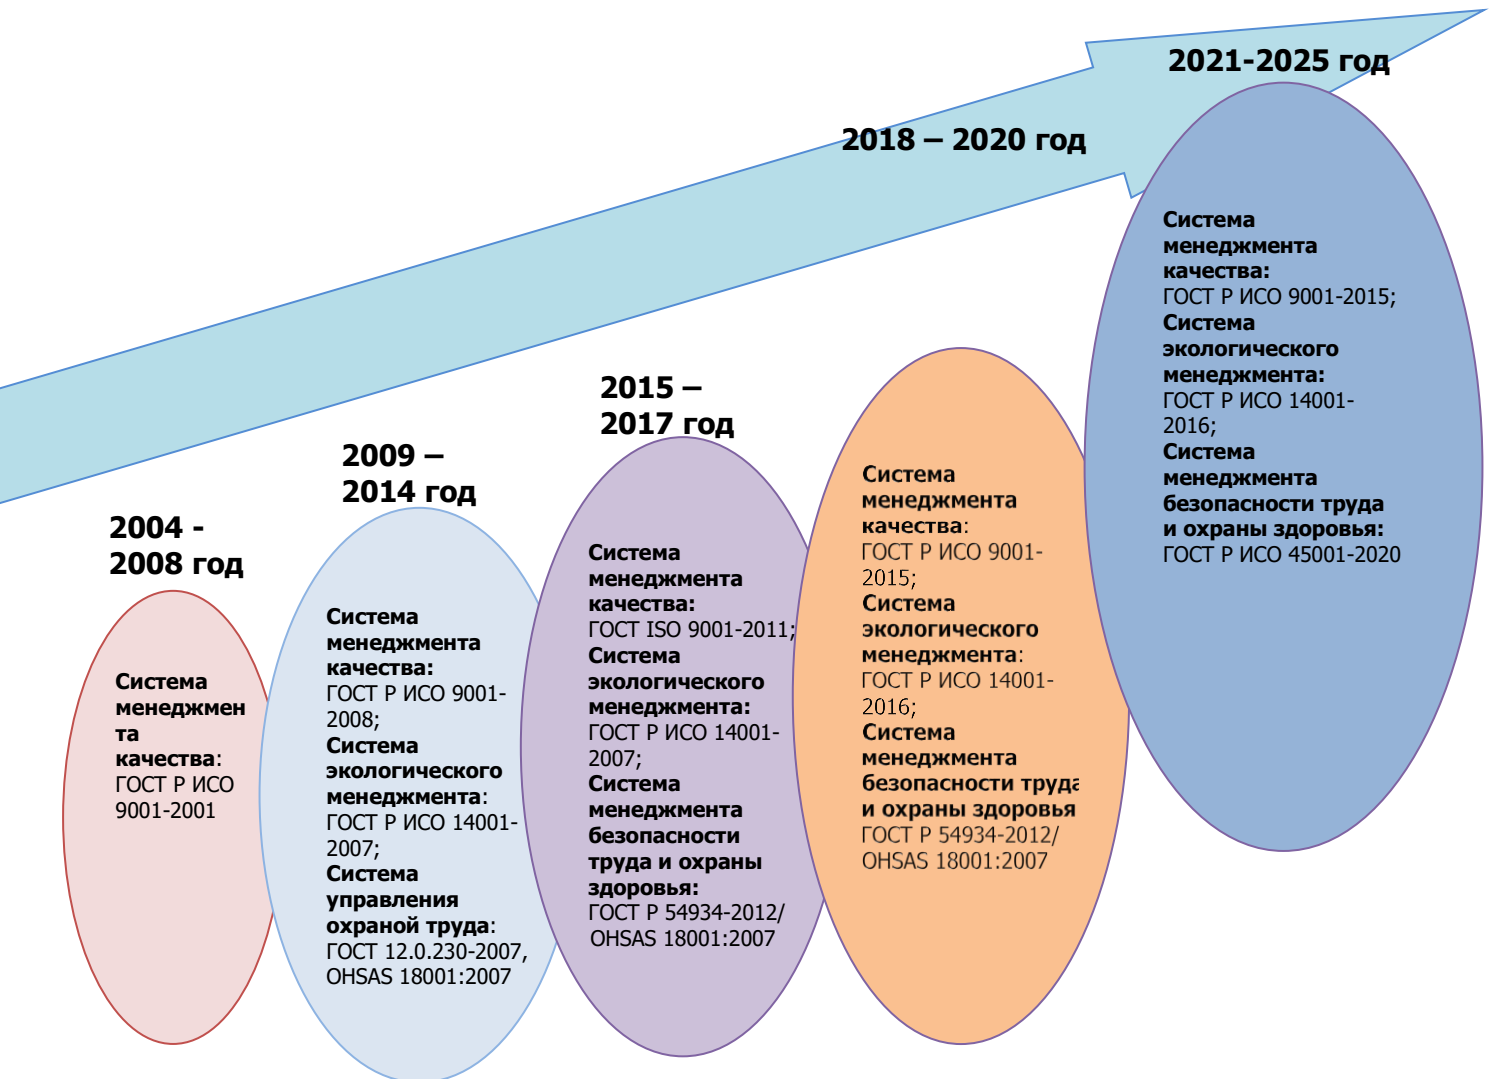 2004 -
2008 год
Система
менеджмен
та
качества:
ГОСТ Р ИСО
9001-2001
2009 –
2014 год
Система
менеджмента
качества:
ГОСТ Р ИСО 9001-
2008;
Система
экологического
менеджмента:
ГОСТ Р ИСО 14001-
2007;
Система
управления
охраной труда:
ГОСТ 12.0.230-2007,
OHSAS 18001:2007
2015 –
2017 год
Система
менеджмента
качества:
ГОСТ ISO 9001-2011;
Система
экологического
менеджмента:
ГОСТ Р ИСО 14001-
2007;
Система
менеджмента
безопасности
труда и охраны
здоровья:
ГОСТ Р 54934-2012/
OHSAS 18001:2007
2018 – 2020 год
Система
менеджмента
качества:
ГОСТ Р ИСО 9001-
2015;
Система
экологического
менеджмента:
ГОСТ Р ИСО 14001-
2016;
Система
менеджмента
безопасности труда
и охраны здоровья
ГОСТ Р 54934-2012/
OHSAS 18001:2007
2021-2025 год
Система
менеджмента
качества:
ГОСТ Р ИСО 9001-2015;
Система
экологического
менеджмента:
ГОСТ Р ИСО 14001-
2016;
Система
менеджмента
безопасности труда
и охраны здоровья:
ГОСТ Р ИСО 45001-2020